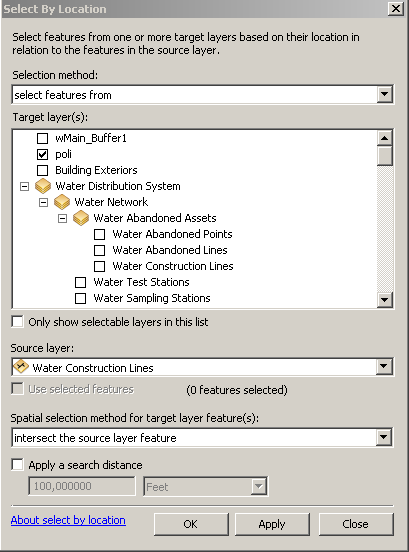 Select By Location
Select features from one or more target layers based on their location in
relation to the features in the source layer.
Selection method:
select features from
Target layer(s):
wMain_Buffer1
poli
Building Exteriors
Water Distribution System
Water Network
Water Abandoned Assets
Water Abandoned Points
Water Abandoned Lines
Water Construction Lines
Water Test Stations
Water Sampling Stations
Only show selectable layers in this list
Source layer:
Water Construction Lines
Use selected features (0 features selected)
Spatial selection method for target layer feature(s):
intersect the source layer feature
Apply a search distance
100,000000 Feet
About select by location OK Apply Close